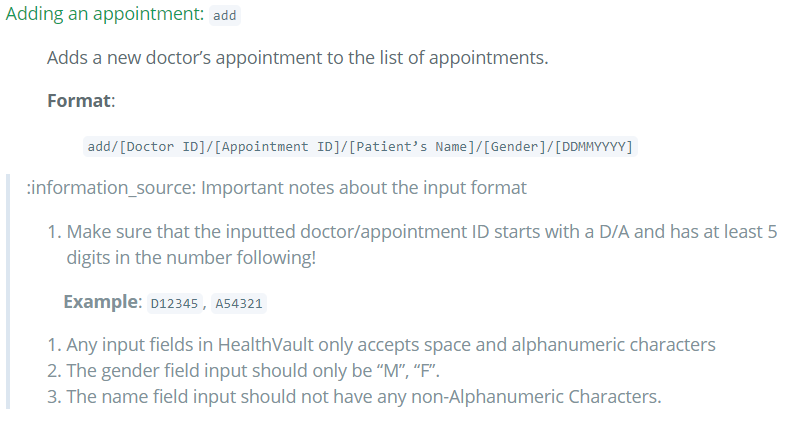 Adding an appointment: add
Adds a new doctor’s appointment to the list of appointments.
Format:
add/[Doctor ID]/[Appointment ID]/[Patient’s Name]/[Gender]/[DDMMYYYY]
:information_source: Important notes about the input format
1. Make sure that the inputted doctor/appointment ID starts with a D/A and has at least 5
digits in the number following!
Example: D12345 , A54321
1. Any input fields in HealthVault only accepts space and alphanumeric characters
2. The gender field input should only be “M”, “F”.
3. The name field input should not have any non-Alphanumeric Characters.